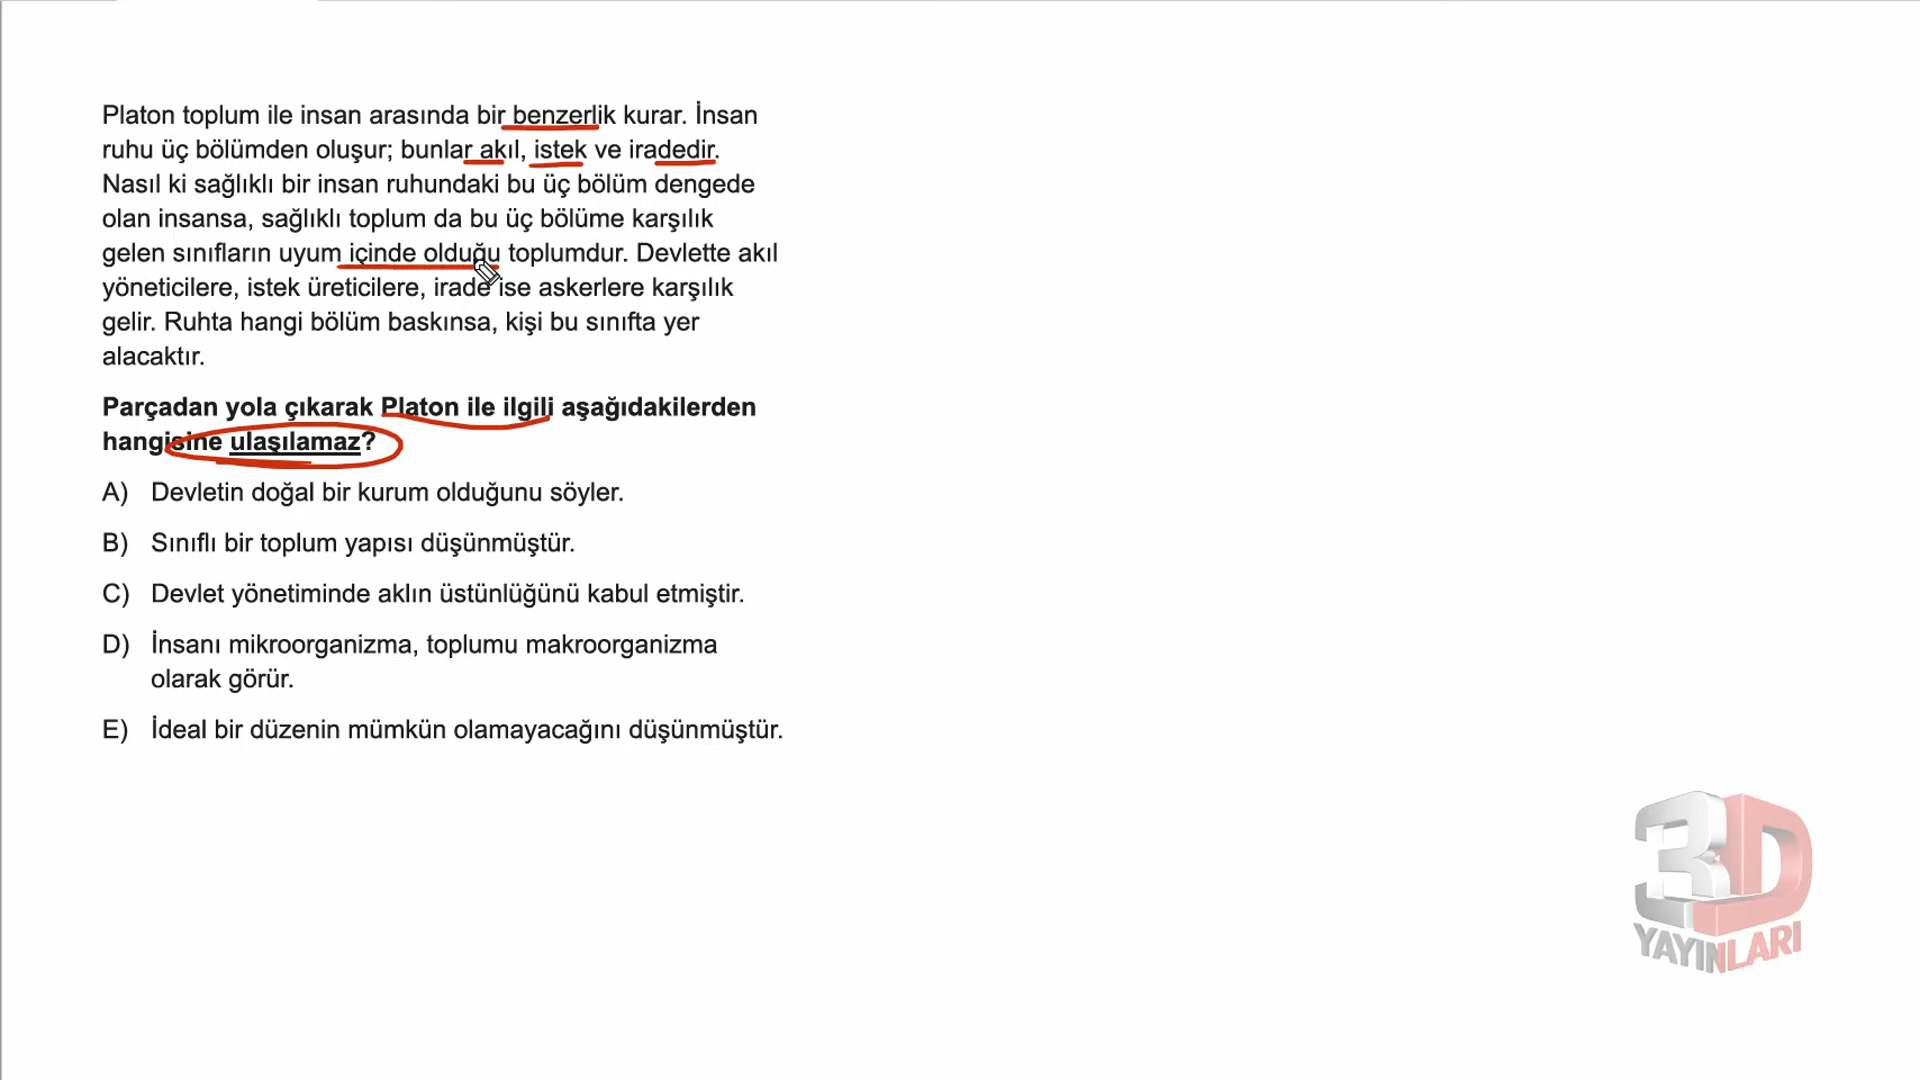 Platon toplum ile insan arasında bir benzerlik kurar. İnsan
ruhu üç bölümden oluşur; bunlar akıl, istek ve iradedir.
Nasıl ki sağlıklı bir insan ruhundaki bu üç bölüm dengede
olan insansa, sağlıklı toplum da bu üç bölüme karşılık
gelen sınıfların uyum içinde olduğu toplumdur. Devlette akıl
yöneticilere, istek üreticilere, irade ise askerlere karşılık
gelir. Ruhta hangi bölüm baskınsa, kişi bu sınıfta yer
alacaktır.
Parçadan yola çıkarak Platon ile ilgili aşağıdakilerden
hangisine ulaşılamaz?
A) Devletin doğal bir kurum olduğunu söyler.
B) Sınıflı bir toplum yapısı düşünmüştür.
C) Devlet yönetiminde aklın üstünlüğünü kabul etmiştir.
D) İnsanı mikroorganizma, toplumu makroorganizma
olarak görür.
E) İdeal bir düzenin mümkün olamayacağını düşünmüştür.
3D
YAYINLARI